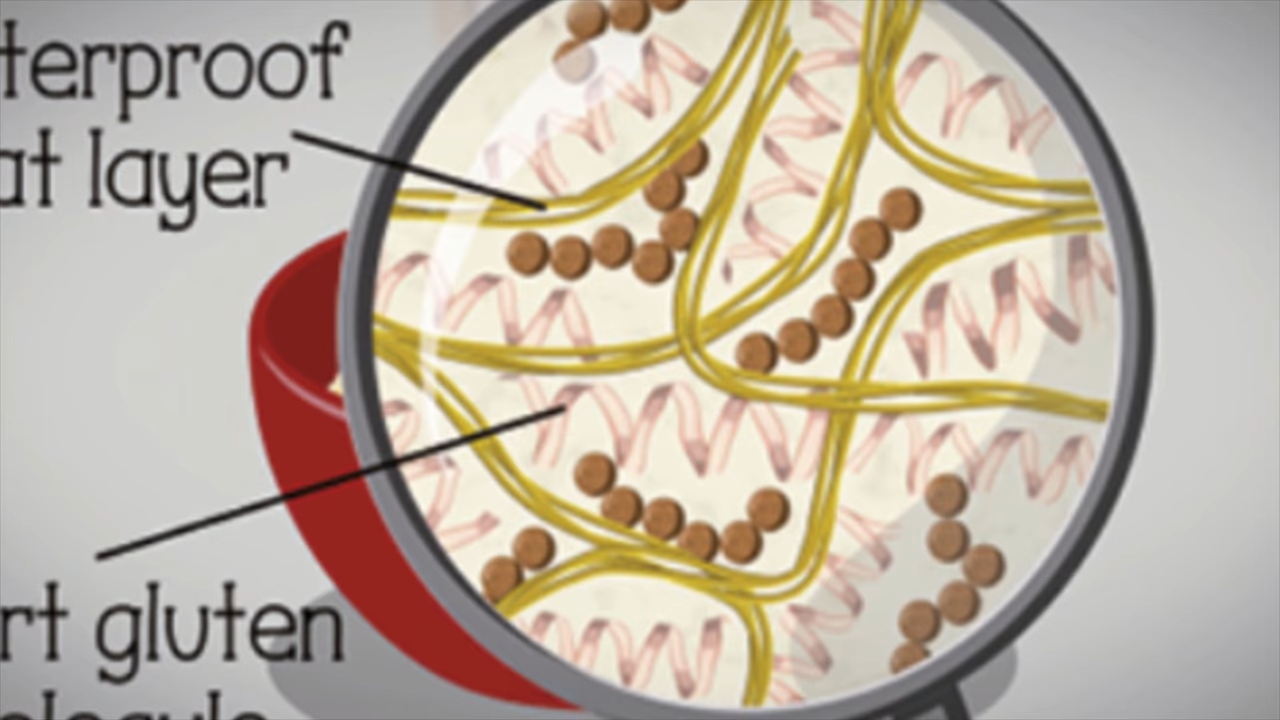 terproof
at layer
rt gluten
olecule